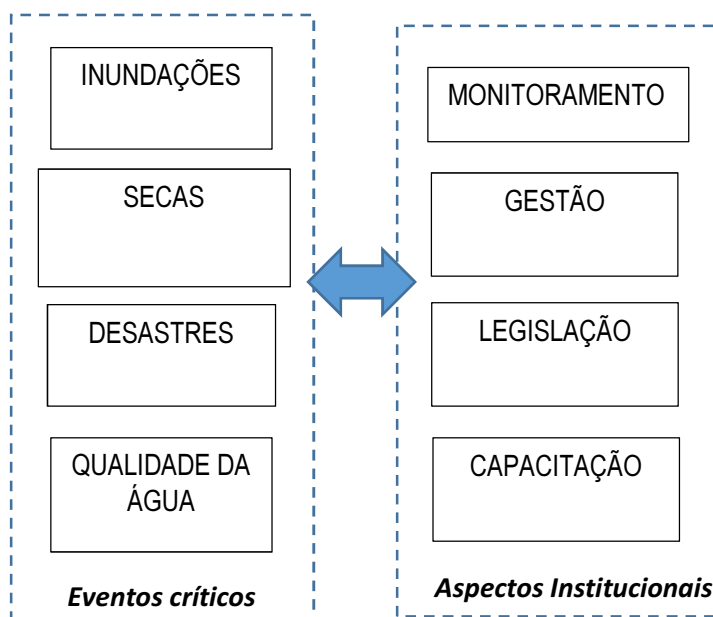 INUNDAÇÕES
SECAS
DESASTRES
QUALIDADE DA
ÁGUA
Eventos críticos
MONITORAMENTO
GESTÃO
LEGISLAÇÃO
CAPACITAÇÃO
Aspectos Institucionais